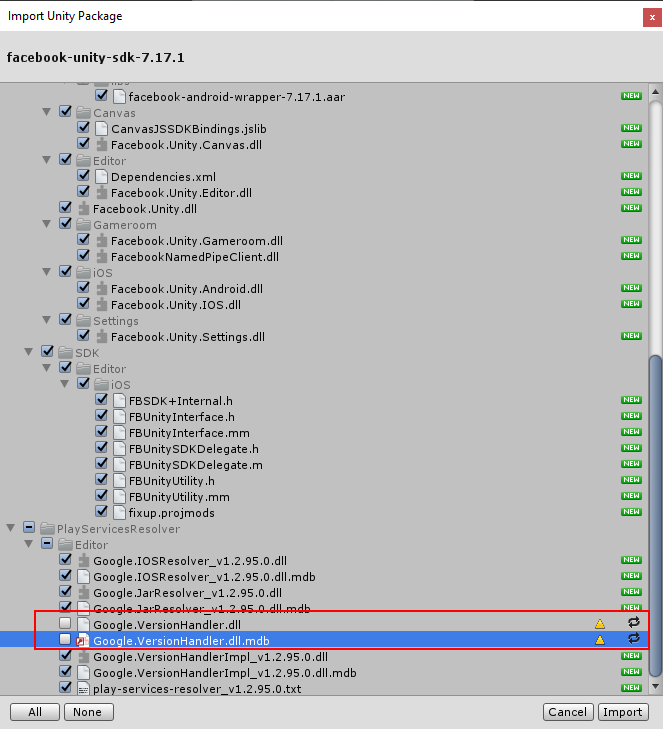 Import Unity Package
x
facebook-unity-sdk-7.17.1
facebook-android-wrapper-7.17.1.aar NEW
Canvas
CanvasJSSDKBindings.jslib NEW
Facebook.Unity.Canvas.dll NEW
Editor
Dependencies.xml NEW
Facebook.Unity.Editor.dll NEW
Facebook.Unity.dll NEW
Gameroom
Facebook.Unity.Gameroom.dll NEW
FacebookNamedPipeClient.dll NEW
iOS
Facebook.Unity.Android.dll NEW
Facebook.Unity.IOS.dll NEW
Settings
Facebook.Unity.Settings.dll NEW
SDK
Editor
iOS
FBSDK+Internal.h NEW
FBUnityInterface.h NEW
FBUnityInterface.mm NEW
FBUnitySDKDelegate.h NEW
FBUnitySDKDelegate.m NEW
FBUnityUtility.h NEW
FBUnityUtility.mm NEW
fixup.projmods NEW
PlayServicesResolver
Editor
Google.IOSResolver_v1.2.95.0.dll NEW
Google.IOSResolver_v1.2.95.0.dll.mdb NEW
Google.JarResolver_v1.2.95.0.dll NEW
Google.JarResolver_v1.2.95.0.dll.mdb NEW
Google.VersionHandler.dll
Google.VersionHandler.dll.mdb
Google.VersionHandlerImpl_v1.2.95.0.dll NEW
Google.VersionHandlerImpl_v1.2.95.0.dll.mdb NEW
play-services-resolver_v1.2.95.0.txt NEW
All None Cancel Import